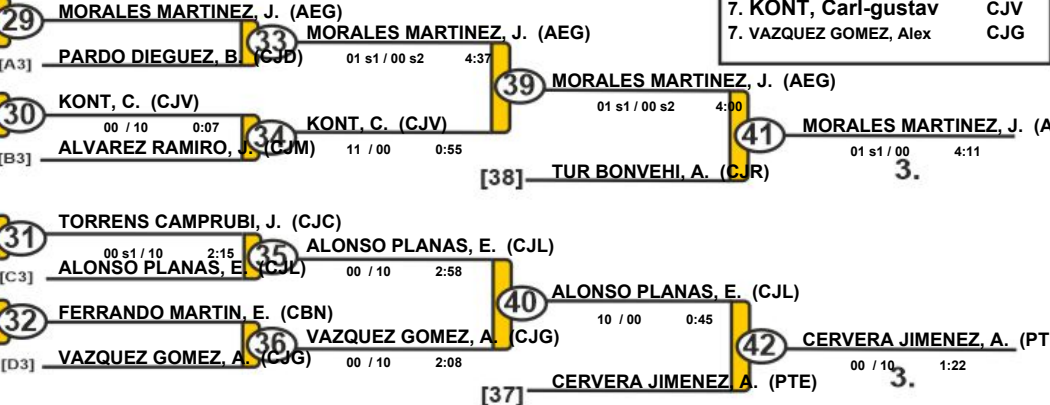 7. KONT, Carl-gustav CJV
7. VAZQUEZ GOMEZ, Alex CJG
29
MORALES MARTINEZ, J. (AEG)
[A3]
PARDO DIEGUEZ, B. (CJD)
33
MORALES MARTINEZ, J. (AEG)
01 s1 / 00 s2 4:37
30
KONT, C. (CJV)
00 / 10 0:07
[B3]
ALVAREZ RAMIRO, J. (CJM)
34
KONT, C. (CJV)
11 / 00 0:55
39
MORALES MARTINEZ, J. (AEG)
01 s1 / 00 s2 4:00
[38]
TUR BONVEHI, A. (CJR)
41
MORALES MARTINEZ, J. (A
01 s1 / 00 4:11
3.
31
TORRENS CAMPRUBI, J. (CJC)
00 s1 / 10 2:15
[C3]
ALONSO PLANAS, E. (CJL)
35
ALONSO PLANAS, E. (CJL)
00 / 10 2:58
32
FERRANDO MARTIN, E. (CBN)
[D3]
VAZQUEZ GOMEZ, A. (CJG)
36
VAZQUEZ GOMEZ, A. (CJG)
00 / 10 2:08
40
ALONSO PLANAS, E. (CJL)
10 / 00 0:45
[37]
CERVERA JIMENEZ, A. (PTE)
42
CERVERA JIMENEZ, A. (PT
00 / 10 1:22
3.